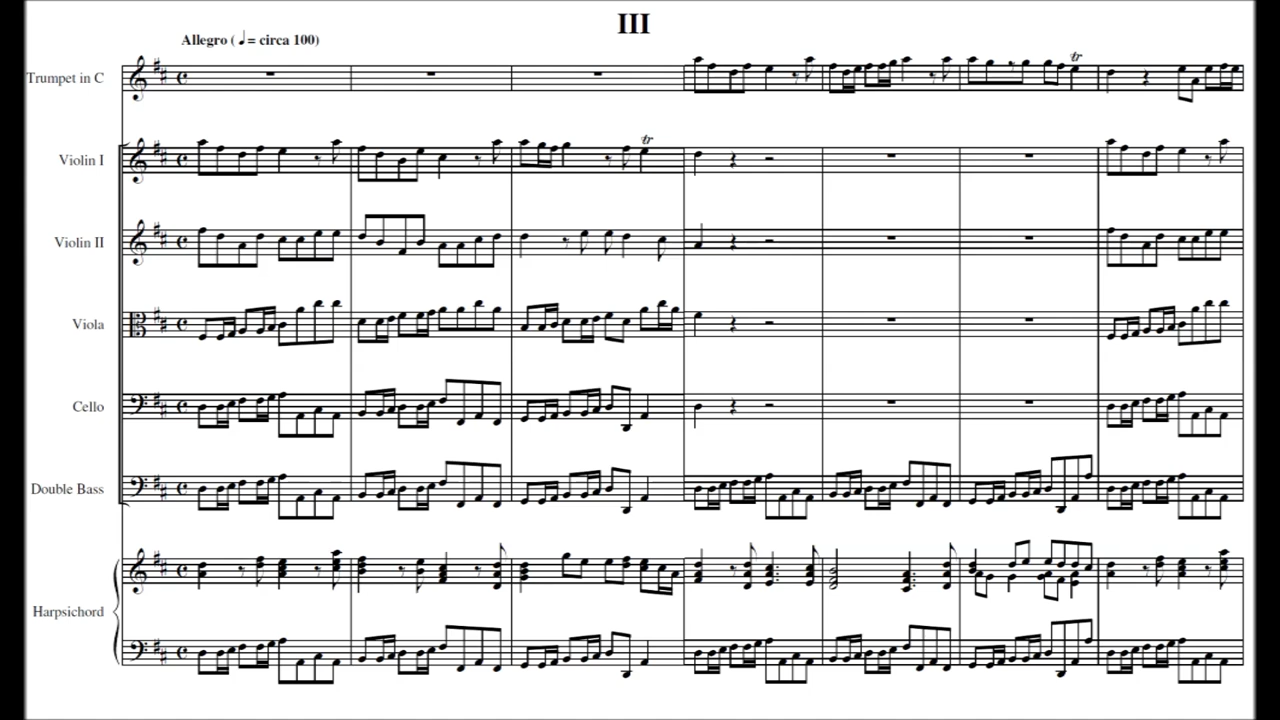 III
Allegro ( ♩ = circa 100)
Trumpet in C
Violin I
Violin II
Viola
Cello
Double Bass
Harpsichord